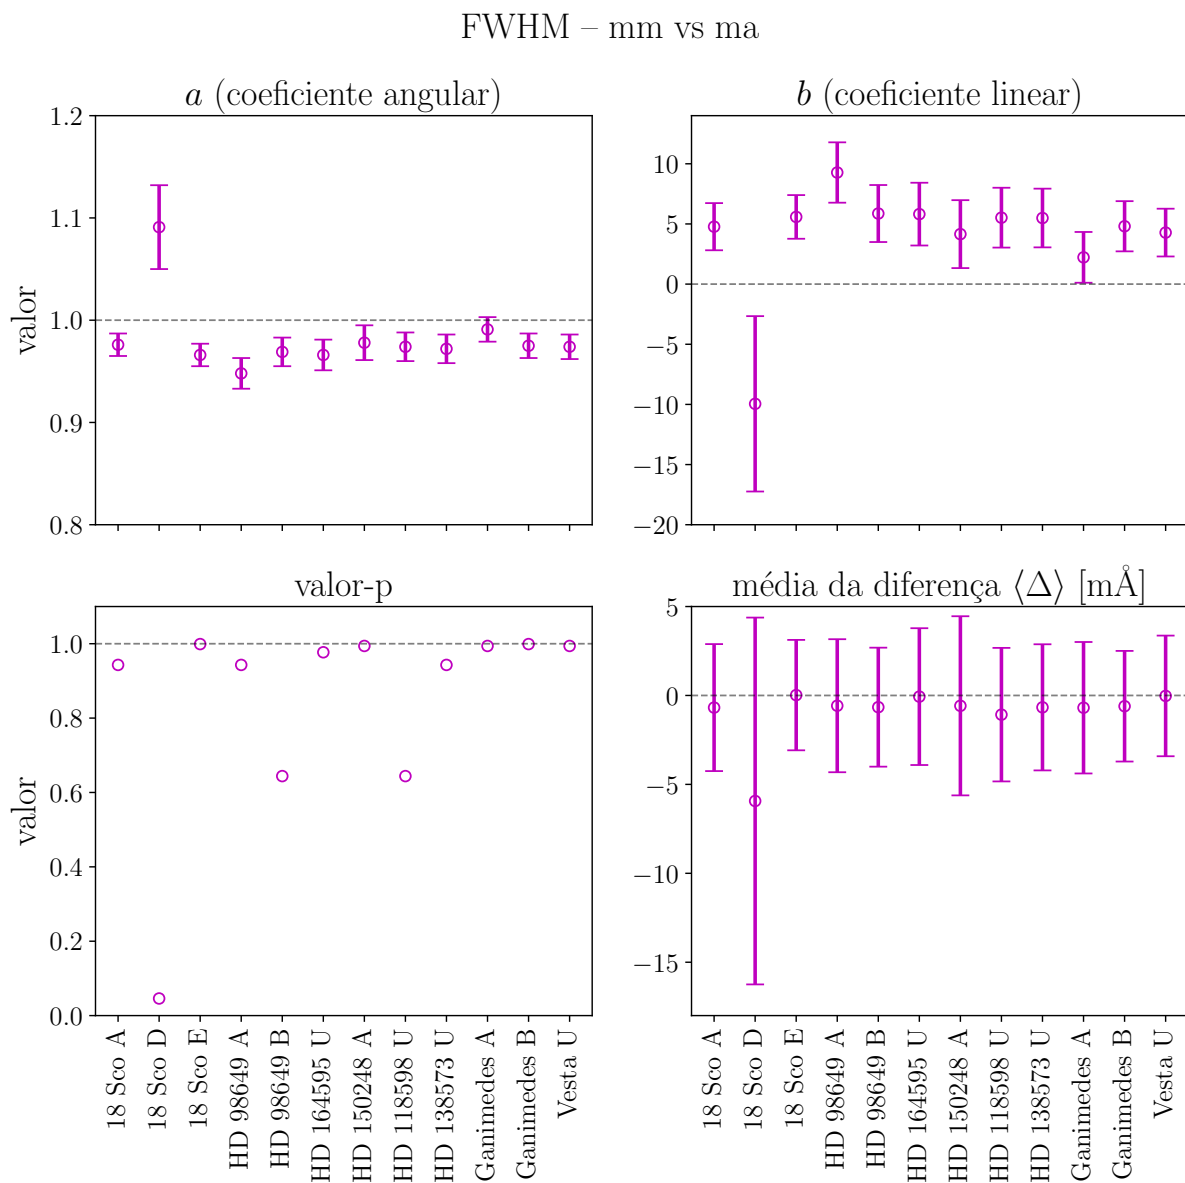 FWHM – mm vs ma
a (coeficiente angular)
b (coeficiente linear)
valor
1.2
1.1
1.0
0.9
0.8
10
5
0
−5
−10
−15
−20
valor-p
média da diferença ⟨Δ⟩ [mÅ]
valor
1.0
0.8
0.6
0.4
0.2
0.0
5
0
−5
−10
−15
18 Sco A
18 Sco D
18 Sco E
HD 98649 A
HD 98649 B
HD 164595 U
HD 150248 A
HD 118598 U
HD 138573 U
Ganimedes A
Ganimedes B
Vesta U
18 Sco A
18 Sco D
18 Sco E
HD 98649 A
HD 98649 B
HD 164595 U
HD 150248 A
HD 118598 U
HD 138573 U
Ganimedes A
Ganimedes B
Vesta U